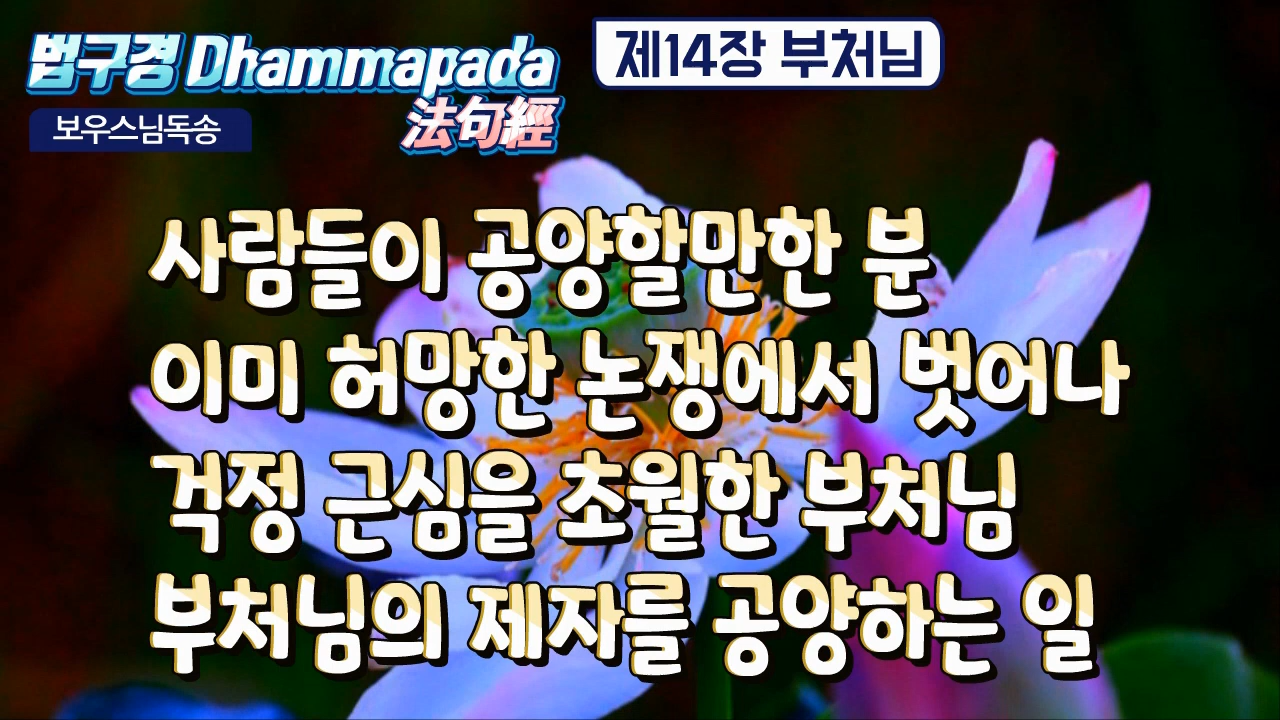 법구경 Dhammapada
法句經
보우스님독송
제14장 부처님
사람들이 공양할만한 분
이미 허망한 논쟁에서 벗어나
걱정 근심을 초월한 부처님
부처님의 제자를 공양하는 일